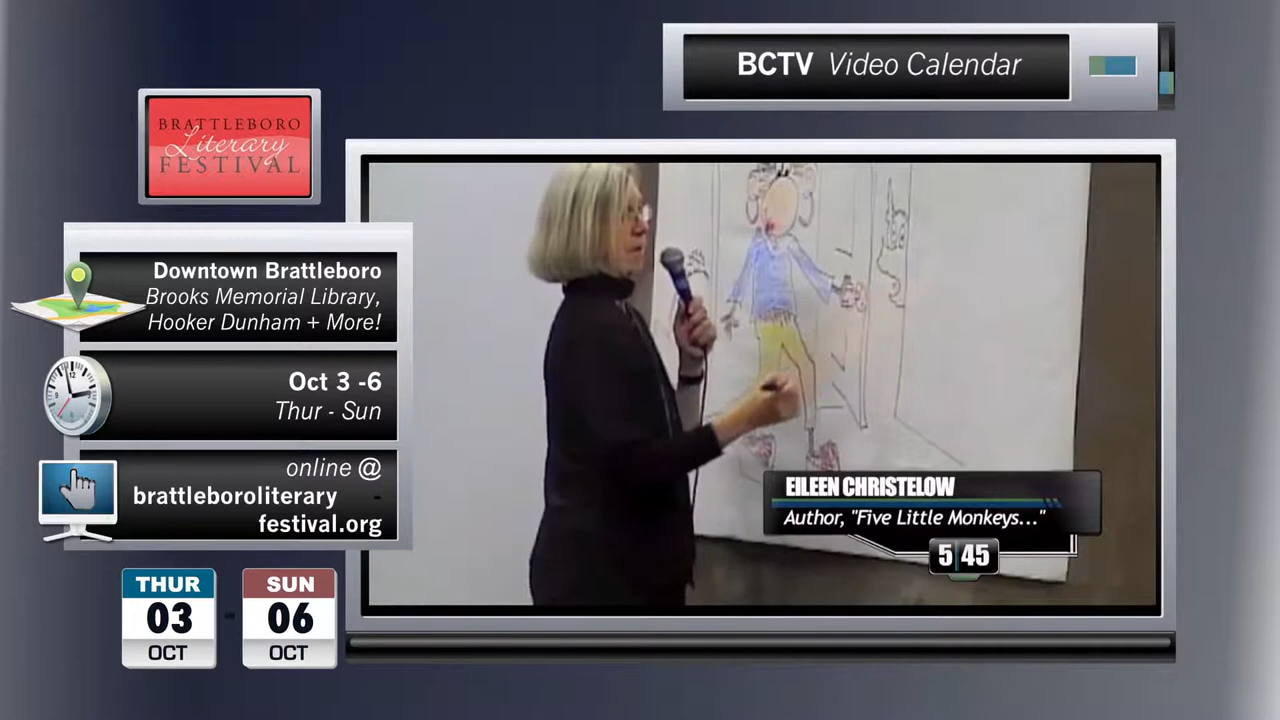 BCTV Video Calendar
BRATTLEBORO
Literary
FESTIVAL
Downtown Brattleboro
Brooks Memorial Library,
Hooker Dunham + More!
12
Oct 3 -6
Thur - Sun
online @
brattleboroliterary -
festival.org
EILEEN CHRISTELOW
Author, "Five Little Monkeys..."
5 45
THUR
03
OCT
-
SUN
06
OCT